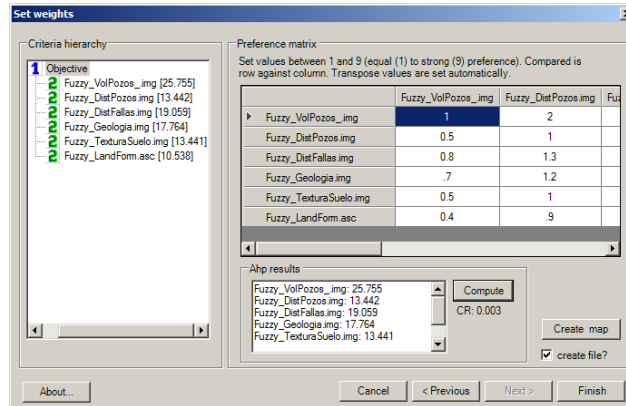 Set weights
Criteria hierarchy
1 Objective
2 Fuzzy_VolPozos_.img [25.755]
2 Fuzzy_DistPozos.img [13.442]
2 Fuzzy_DistFallas.img [19.059]
2 Fuzzy_Geologia.img [17.764]
2 Fuzzy_TexturaSuelo.img [13.441]
2 Fuzzy_LandForm.asc [10.538]
Preference matrix
Set values between 1 and 9 (equal (1) to strong (9) preference). Compared is
row against column. Transpose values are set automatically.
Fuzzy_VolPozos_.img Fuzzy_DistPozos.img Fuz
Fuzzy_VolPozos_.img 1 2
Fuzzy_DistPozos.img 0.5 1
Fuzzy_DistFallas.img 0.8 1.3
Fuzzy_Geologia.img .7 1.2
Fuzzy_TexturaSuelo.img 0.5 1
Fuzzy_LandForm.asc 0.4 .9
Ahp results
Fuzzy_VolPozos_.img: 25.755
Fuzzy_DistPozos.img: 13.442
Fuzzy_DistFallas.img: 19.059
Fuzzy_Geologia.img: 17.764
Fuzzy_TexturaSuelo.img: 13.441
Compute
CR: 0.003
Create map
create file?
About...
Cancel
< Previous
Next >
Finish